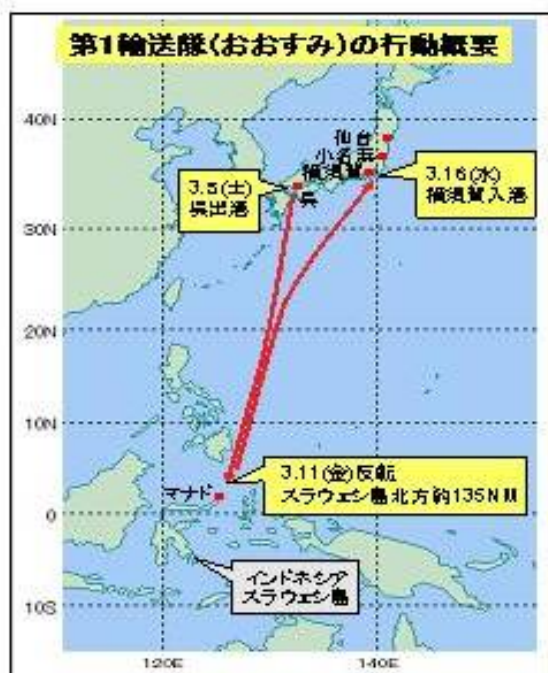 第1輸送隊(おおすみ)の行動概要
40N
仙台
小名浜
横須賀
3.16(水)
横須賀入港
3.5(土)
呉出港
呉
30N
20N
10N
3.11(金)反転
スラウェシ島北方約135NM
マナド
0
インドネシア
スラウェシ島
10S
120E
140E